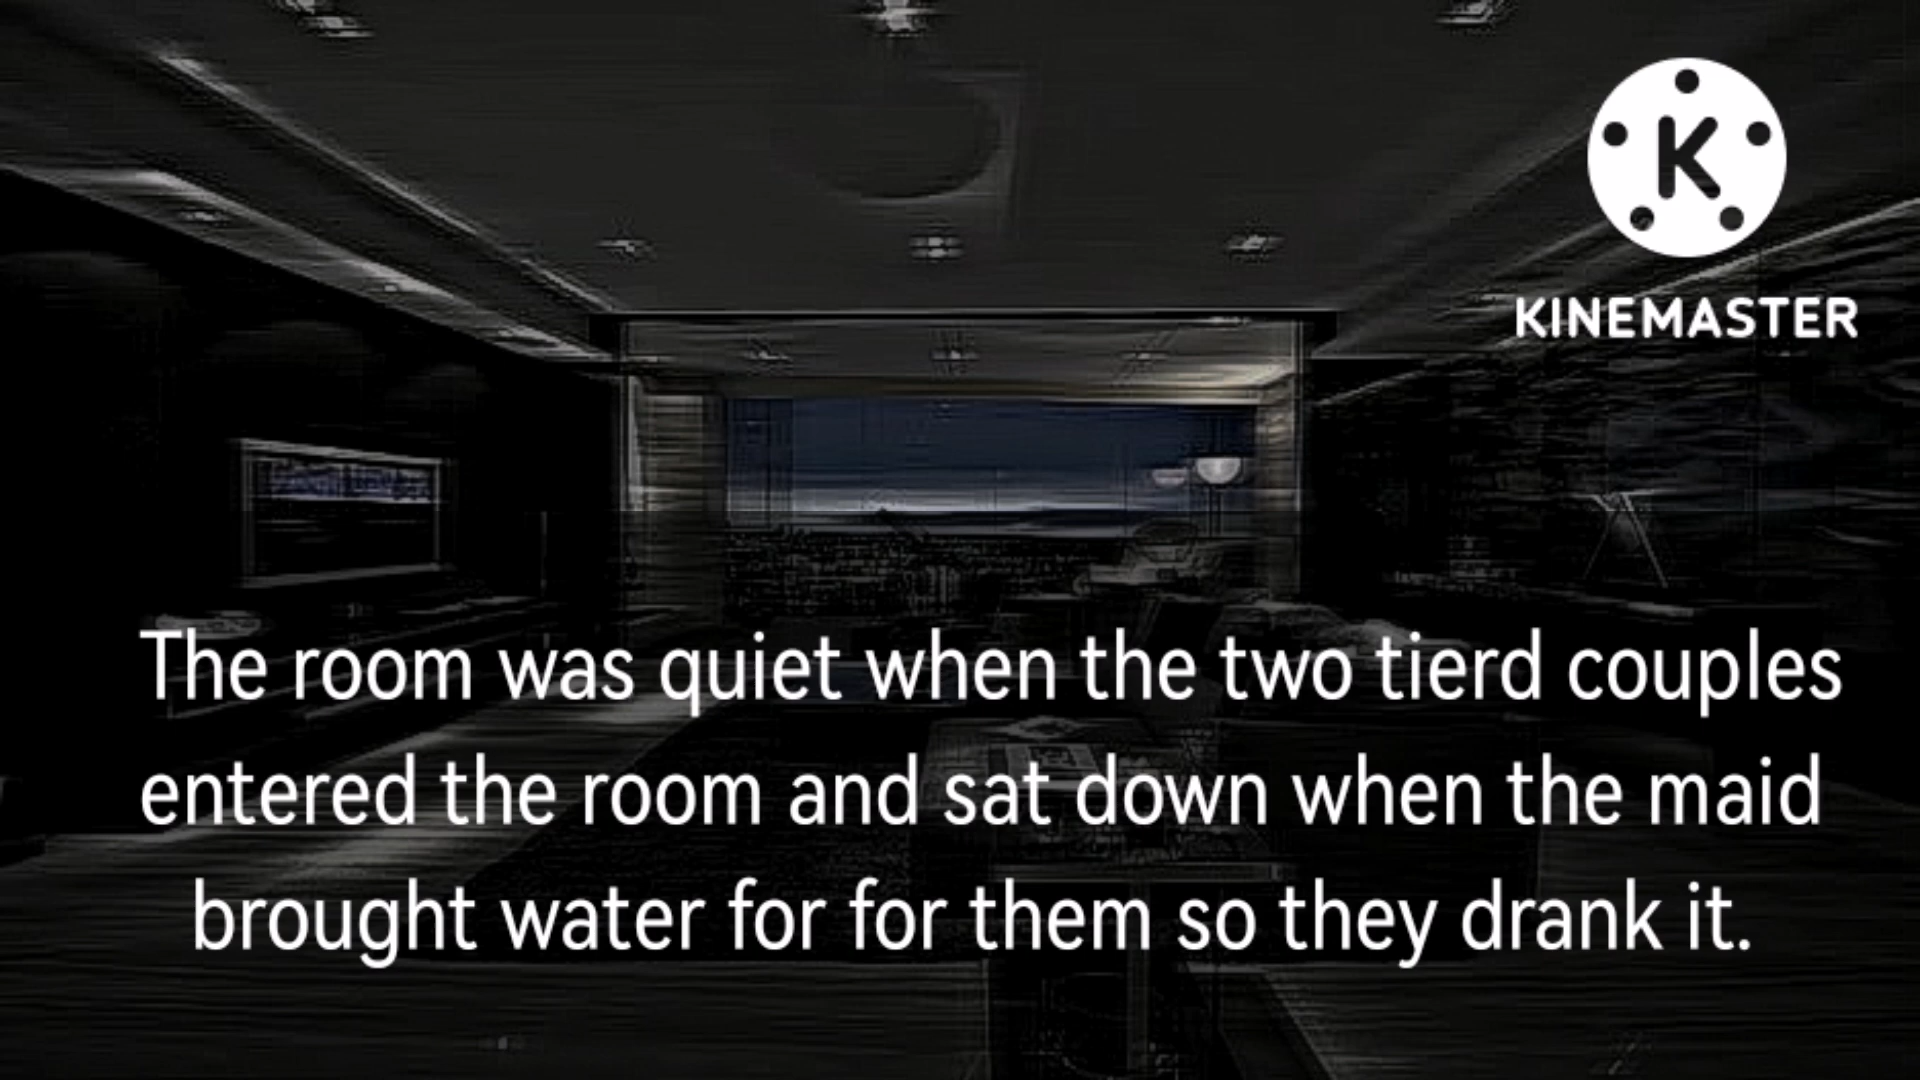 K
KINEMASTER
The room was quiet when the two tierd couples
entered the room and sat down when the maid
brought water for for them so they drank it.